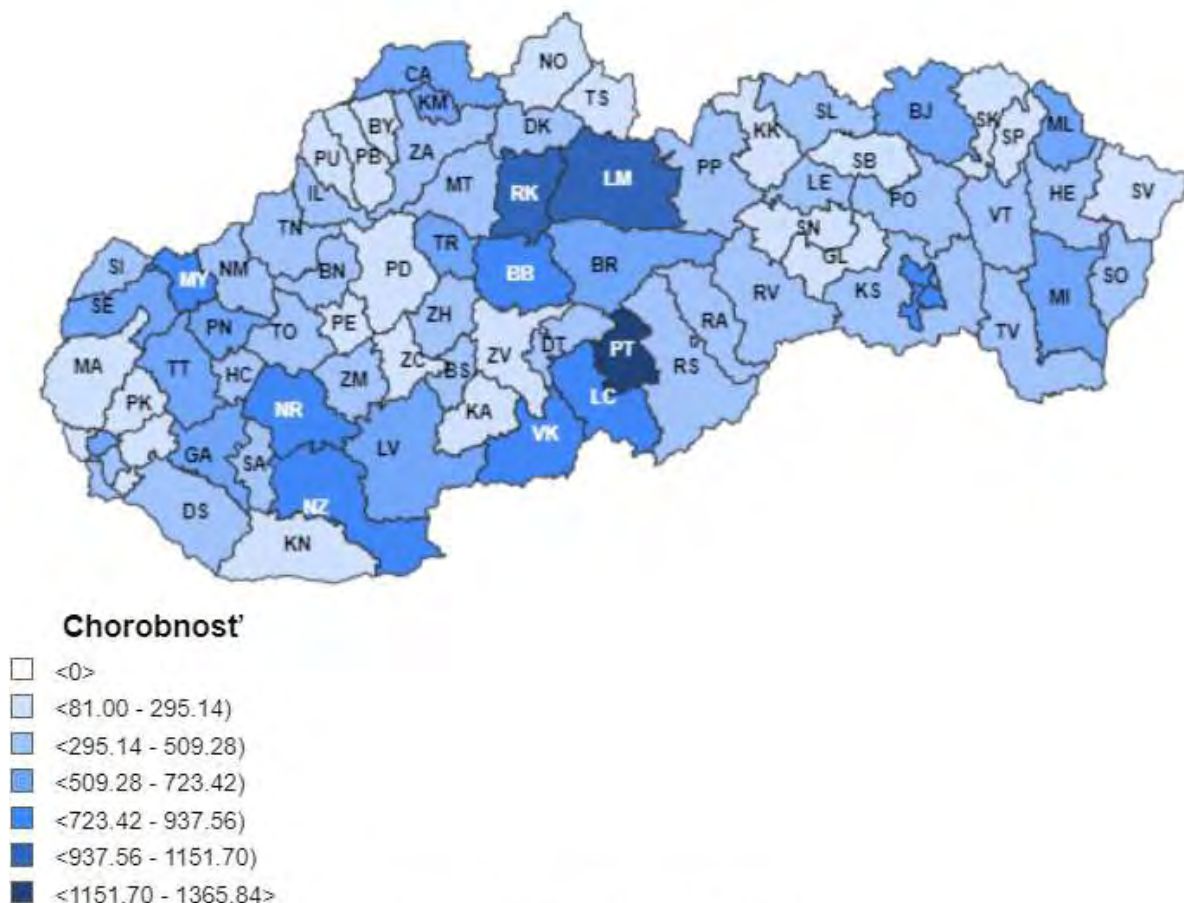 NO
CA
TS
KM
BY
DK
SL
BJ
SK
SP
ML
PU
PB
ZA
KK
SB
IL
MT
RK
LM
PP
LE
PO
HE
SV
TN
SN
VT
SI
MY
NM
BN
PD
TR
BB
BR
GL
SO
SE
PN
TO
PE
ZH
RV
KS
MI
MA
TT
HC
ZM
ZC
BS
ZV
DT
PT
RA
RS
TV
PK
NR
KA
LC
VK
GA
SA
LV
DS
NZ
KN
Chorobnosť
<0>
<81.00 - 295.14)
<295.14 - 509.28)
<509.28 - 723.42)
<723.42 - 937.56)
<937.56 - 1151.70)
<1151.70 - 1365.84>